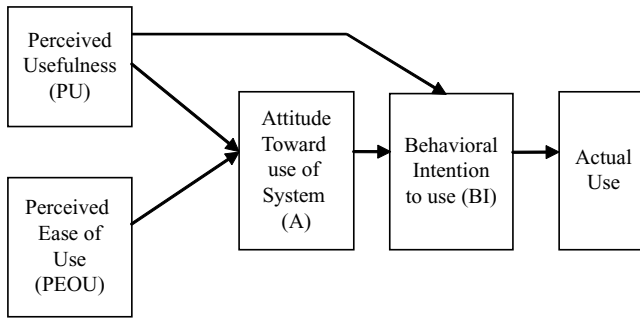 Perceived
Usefulness
(PU)
Attitude
Toward
use of
System
(A)
Behavioral
Intention
to use (BI)
Actual
Use
Perceived
Ease of
Use
(PEOU)